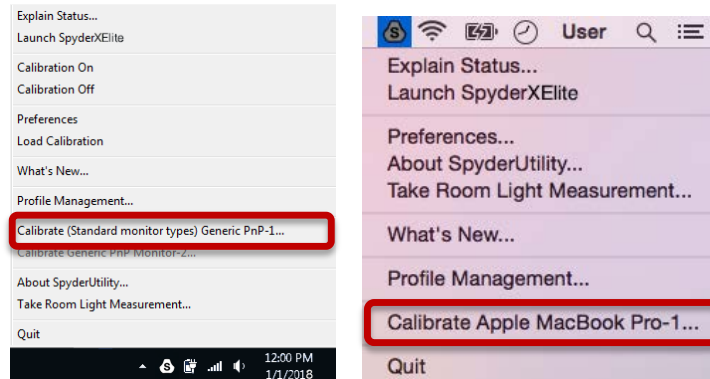 Explain Status...
Launch SpyderXElite
Calibration On
Calibration Off
Preferences
Load Calibration
What's New...
Profile Management...
Calibrate (Standard monitor types) Generic PnP-1...
Calibrate Generic PnP Monitor-2...
About SpyderUtility...
Take Room Light Measurement...
Quit
S
12:00 PM
1/1/2018
S
User
Explain Status...
Launch SpyderXElite
Preferences...
About SpyderUtility...
Take Room Light Measurement...
What's New...
Profile Management...
Calibrate Apple MacBook Pro-1...
Quit